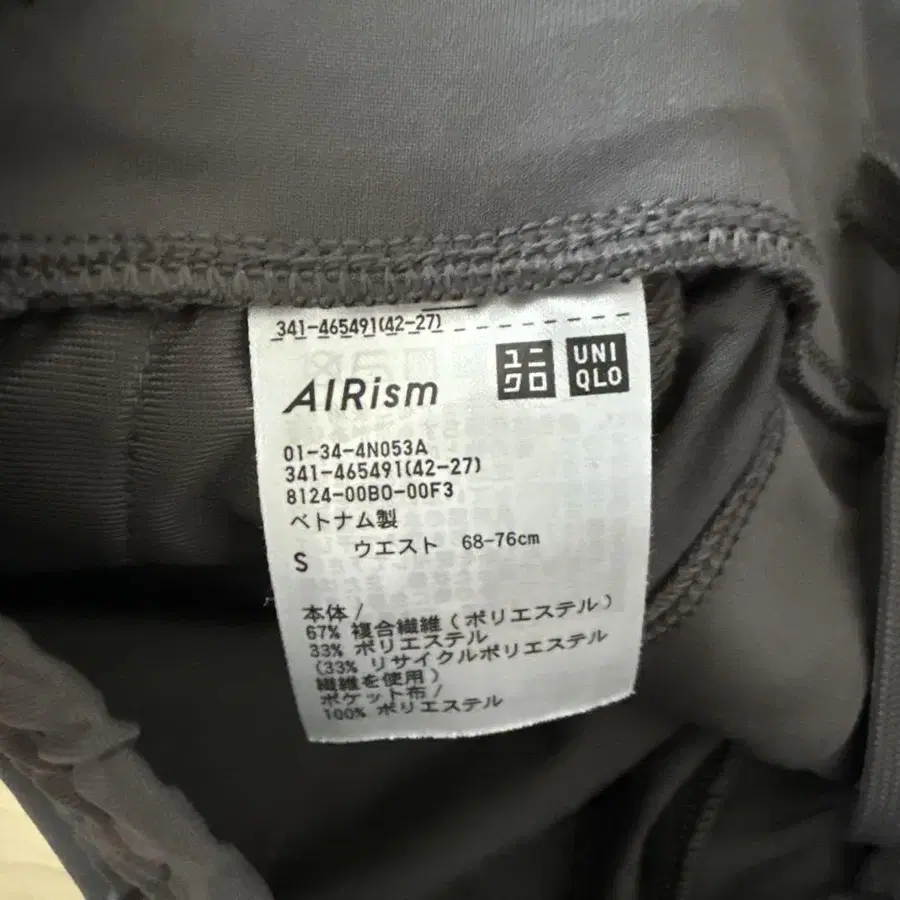 341-465491(42-27)
AIRism
ユニ
クロ
UNI
QLO
01-34-4N053A
341-465491(42-27)
8124-00B0-00F3
ベトナム製
S ウエスト 68-76cm
本体/
67% 複合繊維(ポリエステル)
33% ポリエステル
(33% リサイクルポリエステル
繊維を使用)
ポケット布/
100% ポリエステル